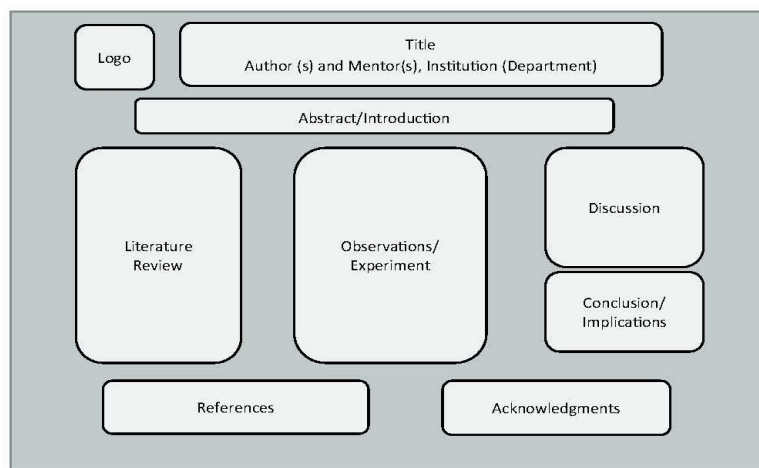 Logo
Title
Author (s) and Mentor(s), Institution (Department)
Abstract/Introduction
Literature
Review
Observations/
Experiment
Discussion
Conclusion/
Implications
References
Acknowledgments